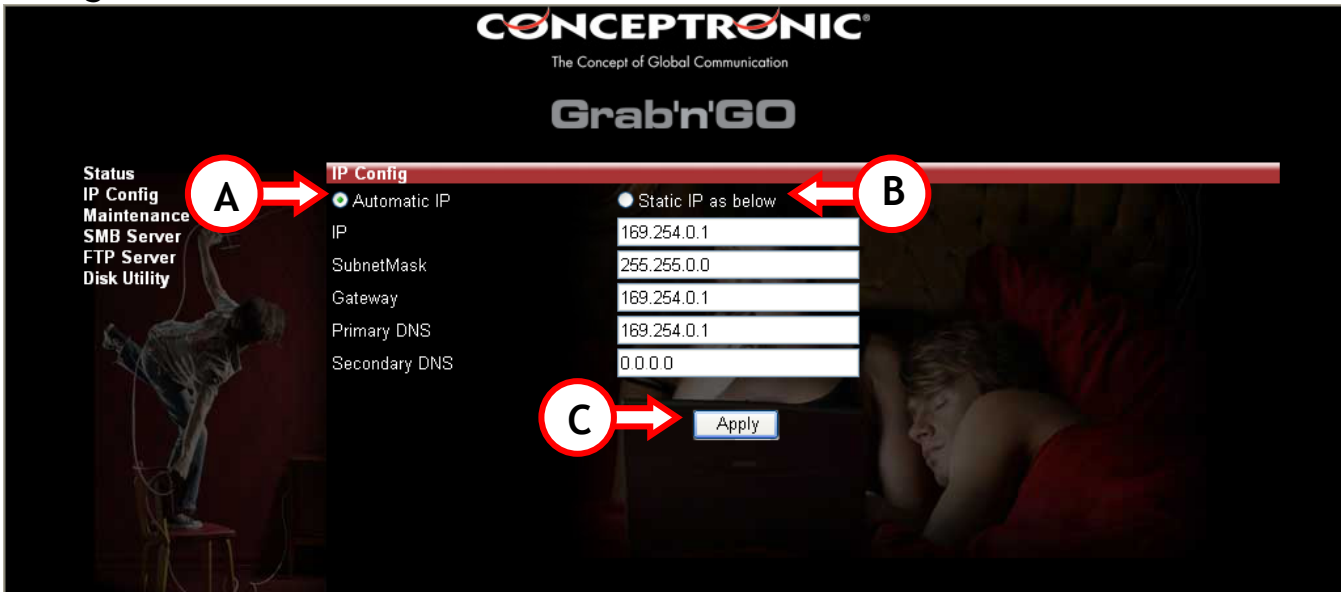 CONCEPTRONIC®
The Concept of Global Communication
Grab'n'GO
Status
IP Config
Maintenance
SMB Server
FTP Server
Disk Utility
IP Config
Automatic IP Static IP as below
IP 169.254.0.1
SubnetMask 255.255.0.0
Gateway 169.254.0.1
Primary DNS 169.254.0.1
Secondary DNS 0.0.0.0
Apply
A
B
C